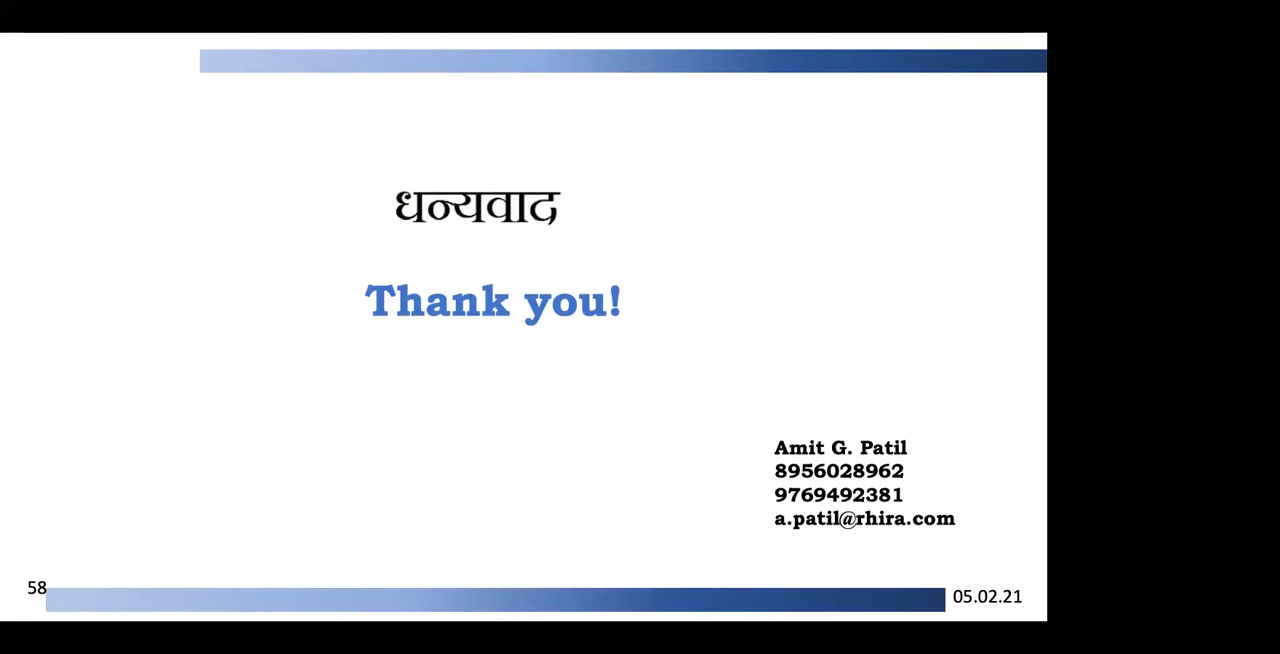 धन्यवाद
Thank you!
Amit G. Patil
8956028962
9769492381
a.patil@rhira.com
58
05.02.21